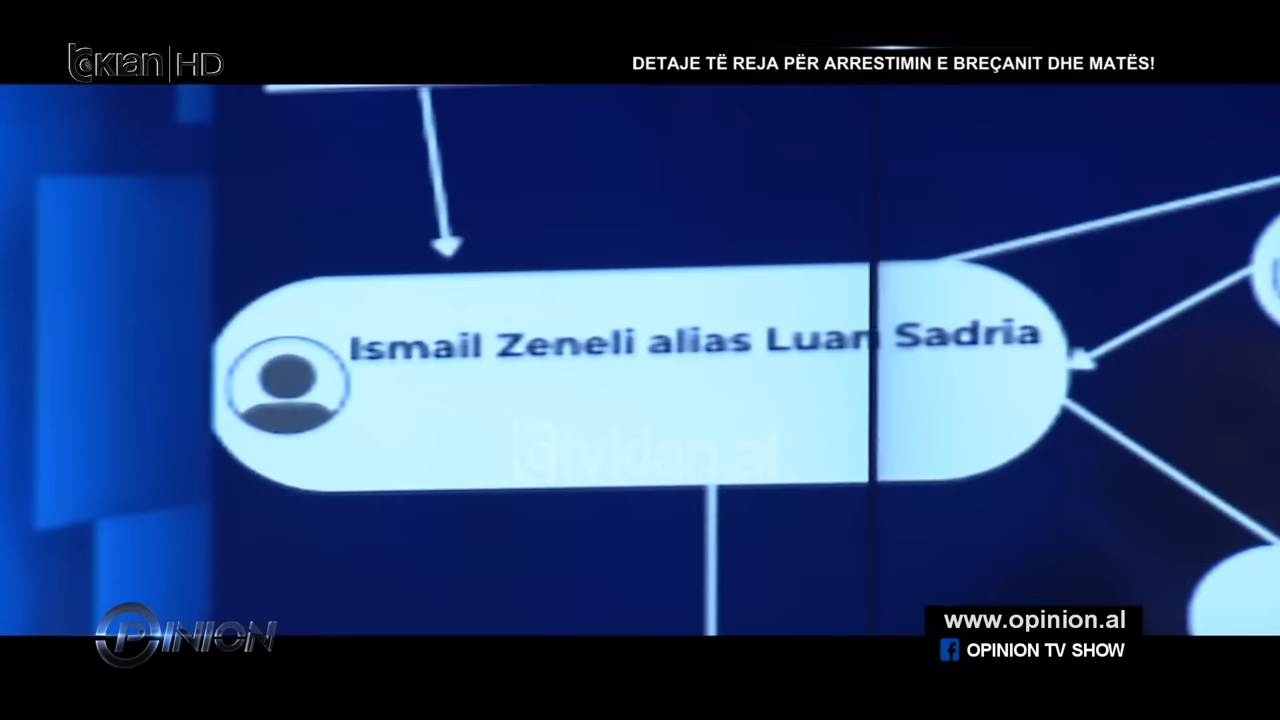 klan HD
DETAJE TË REJA PËR ARRESTIMIN E BREÇANIT DHE MATËS!
Ismail Zeneli alias Luan Sadria
tvklan.al
www.opinion.al
OPINION
OPINION TV SHOW